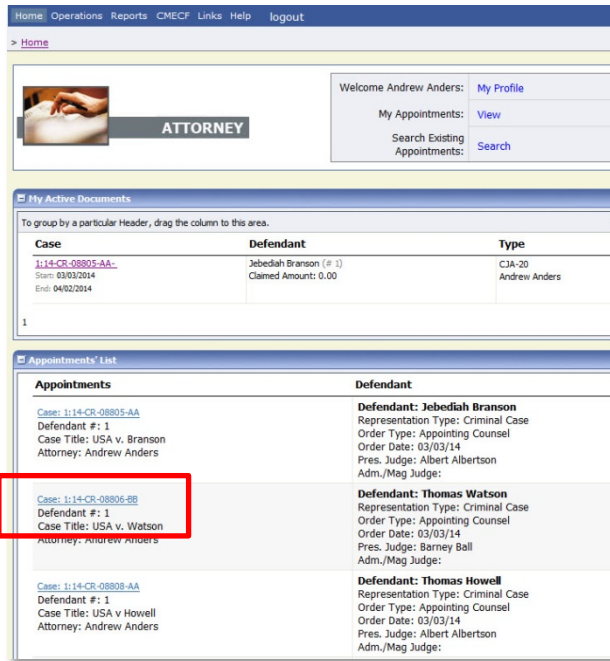 Home Operations Reports CMECF Links Help logout
> Home
ATTORNEY
Welcome Andrew Anders: My Profile
My Appointments: View
Search Existing Appointments: Search
My Active Documents
To group by a particular Header, drag the column to this area.
Case Defendant Type
1:14-CR-08805-AA- Jebediah Branson (# 1) CJA-20
Start: 03/03/2014 Claimed Amount: 0.00 Andrew Anders
End: 04/02/2014
1
Appointments' List
Appointments Defendant
Case: 1:14-CR-08805-AA
Defendant #: 1
Case Title: USA v. Branson
Attorney: Andrew Anders
Defendant: Jebediah Branson
Representation Type: Criminal Case
Order Type: Appointing Counsel
Order Date: 03/03/14
Pres. Judge: Albert Albertson
Adm./Mag Judge:
Case: 1:14-CR-08806-BB
Defendant #: 1
Case Title: USA v. Watson
Attorney: Andrew Anders
Defendant: Thomas Watson
Representation Type: Criminal Case
Order Type: Appointing Counsel
Order Date: 03/03/14
Pres. Judge: Barney Ball
Adm./Mag Judge:
Case: 1:14-CR-08808-AA
Defendant #: 1
Case Title: USA v Howell
Attorney: Andrew Anders
Defendant: Thomas Howell
Representation Type: Criminal Case
Order Type: Appointing Counsel
Order Date: 03/03/14
Pres. Judge: Albert Albertson
Adm./Mag Judge: